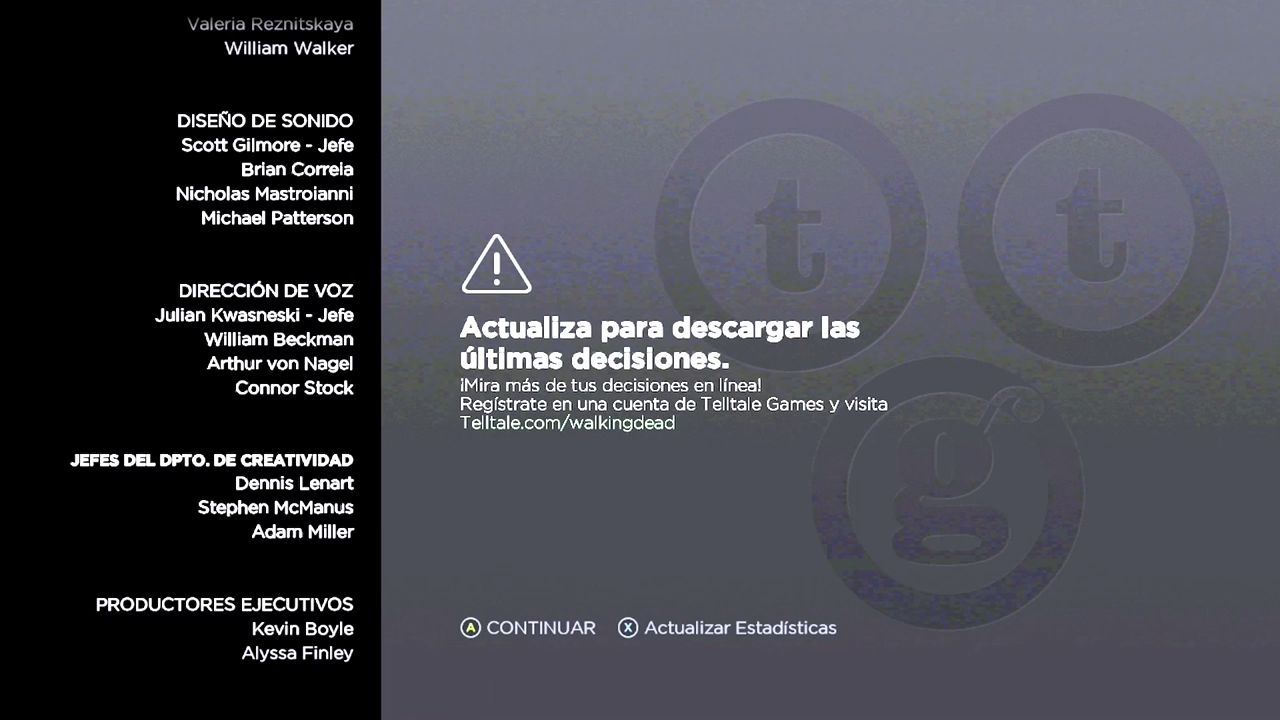 Valeria Reznitskaya
William Walker
DISEÑO DE SONIDO
Scott Gilmore - Jefe
Brian Correia
Nicholas Mastroianni
Michael Patterson
DIRECCIÓN DE VOZ
Julian Kwasneski - Jefe
William Beckman
Arthur von Nagel
Connor Stock
JEFES DEL DPTO. DE CREATIVIDAD
Dennis Lenart
Stephen McManus
Adam Miller
PRODUCTORES EJECUTIVOS
Kevin Boyle
Alyssa Finley
t t
g
Actualiza para descargar las
últimas decisiones.
¡Mira más de tus decisiones en línea!
Regístrate en una cuenta de Telltale Games y visita
Telltale.com/walkingdead
A CONTINUAR X Actualizar Estadísticas